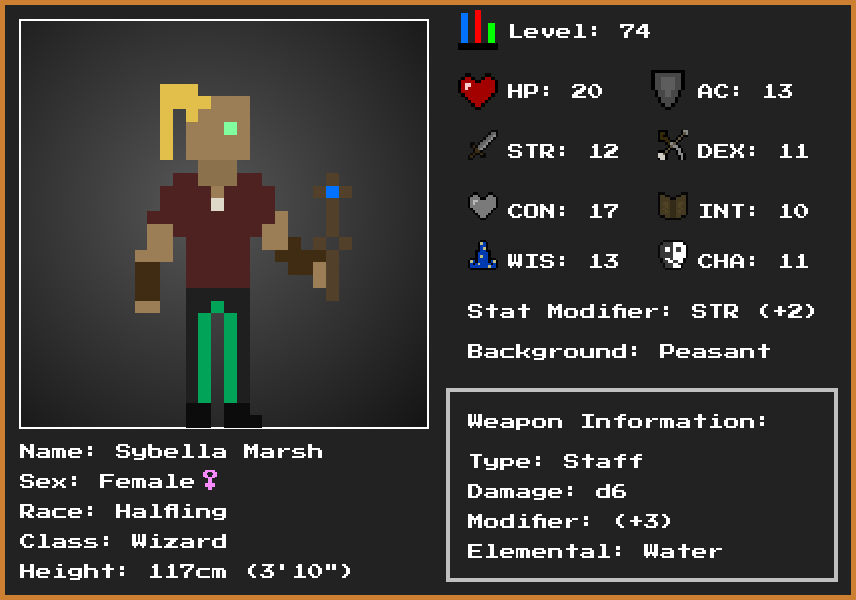 Level: 74
HP: 20
AC: 13
STR: 12
DEX: 11
CON: 17
INT: 10
WIS: 13
CHA: 11
Stat Modifier: STR (+2)
Background: Peasant
Weapon Information:
Type: Staff
Damage: d6
Modifier: (+3)
Elemental: Water
Name: Sybella Marsh
Sex: Female♀
Race: Halfling
Class: Wizard
Height: 117cm (3'10")